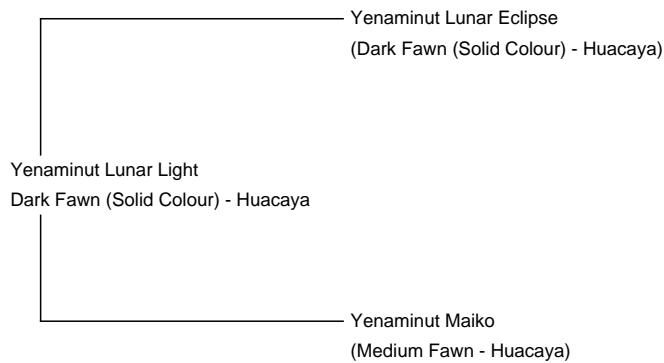 Yenaminut Lunar Eclipse
(Dark Fawn (Solid Colour) - Huacaya)
Yenaminut Lunar Light
Dark Fawn (Solid Colour) - Huacaya
Yenaminut Maiko
(Medium Fawn - Huacaya)